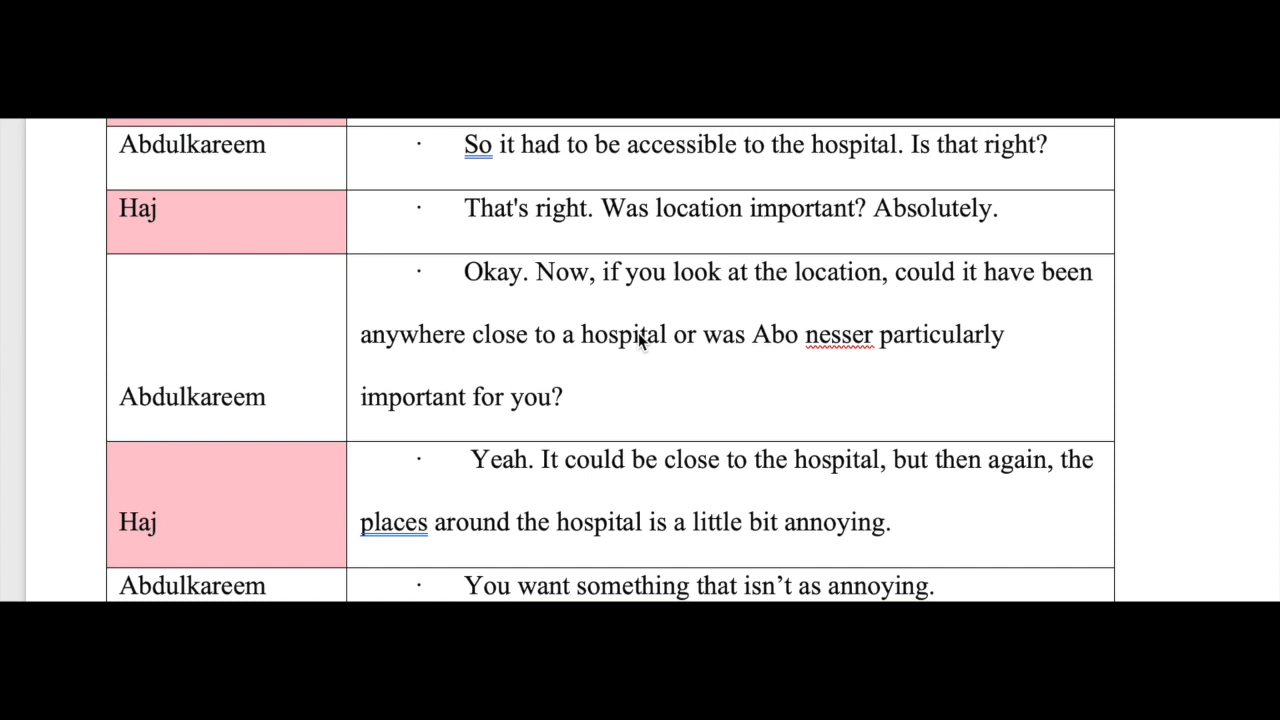 Abdulkareem · So it had to be accessible to the hospital. Is that right?
Haj · That's right. Was location important? Absolutely.
· Okay. Now, if you look at the location, could it have been
anywhere close to a hospital or was Abo nesser particularly
Abdulkareem important for you?
· Yeah. It could be close to the hospital, but then again, the
Haj places around the hospital is a little bit annoying.
Abdulkareem · You want something that isn’t as annoying.